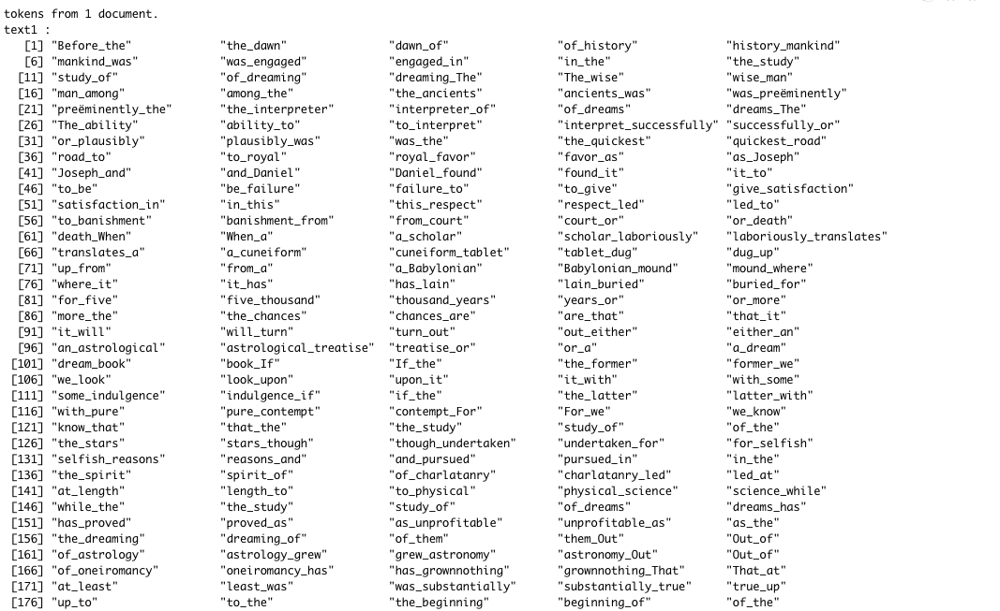 tokens from 1 document.
text1 :
[1] "Before_the" "the_dawn" "dawn_of" "of_history" "history_mankind"
[6] "mankind_was" "was_engaged" "engaged_in" "in_the" "the_study"
[11] "study_of" "of_dreaming" "dreaming_The" "The_wise" "wise_man"
[16] "man_among" "among_the" "the_ancients" "ancients_was" "was_preëminently"
[21] "preëminently_the" "the_interpreter" "interpreter_of" "of_dreams" "dreams_The"
[26] "The_ability" "ability_to" "to_interpret" "interpret_successfully" "successfully_or"
[31] "or_plausibly" "plausibly_was" "was_the" "the_quickest" "quickest_road"
[36] "road_to" "to_royal" "royal_favor" "favor_as" "as_Joseph"
[41] "Joseph_and" "and_Daniel" "Daniel_found" "found_it" "it_to"
[46] "to_be" "be_failure" "failure_to" "to_give" "give_satisfaction"
[51] "satisfaction_in" "in_this" "this_respect" "respect_led" "led_to"
[56] "to_banishment" "banishment_from" "from_court" "court_or" "or_death"
[61] "death_When" "When_a" "a_scholar" "scholar_laboriously" "laboriously_translates"
[66] "translates_a" "a_cuneiform" "cuneiform_tablet" "tablet_dug" "dug_up"
[71] "up_from" "from_a" "a_Babylonian" "Babylonian_mound" "mound_where"
[76] "where_it" "it_has" "has_lain" "lain_buried" "buried_for"
[81] "for_five" "five_thousand" "thousand_years" "years_or" "or_more"
[86] "more_the" "the_chances" "chances_are" "are_that" "that_it"
[91] "it_will" "will_turn" "turn_out" "out_either" "either_an"
[96] "an_astrological" "astrological_treatise" "treatise_or" "or_a" "a_dream"
[101] "dream_book" "book_If" "If_the" "the_former" "former_we"
[106] "we_look" "look_upon" "upon_it" "it_with" "with_some"
[111] "some_indulgence" "indulgence_if" "if_the" "the_latter" "latter_with"
[116] "with_pure" "pure_contempt" "contempt_For" "For_we" "we_know"
[121] "know_that" "that_the" "the_study" "study_of" "of_the"
[126] "the_stars" "stars_though" "though_undertaken" "undertaken_for" "for_selfish"
[131] "selfish_reasons" "reasons_and" "and_pursued" "pursued_in" "in_the"
[136] "the_spirit" "spirit_of" "of_charlatanry" "charlatanry_led" "led_at"
[141] "at_length" "length_to" "to_physical" "physical_science" "science_while"
[146] "while_the" "the_study" "study_of" "of_dreams" "dreams_has"
[151] "has_proved" "proved_as" "as_unprofitable" "unprofitable_as" "as_the"
[156] "the_dreaming" "dreaming_of" "of_them" "them_Out" "Out_of"
[161] "of_astrology" "astrology_grew" "grew_astronomy" "astronomy_Out" "Out_of"
[166] "of_oneiromancy" "oneiromancy_has" "has_grownnothing" "grownnothing_That" "That_at"
[171] "at_least" "least_was" "was_substantially" "substantially_true" "true_up"
[176] "up_to" "to_the" "the_beginning" "beginning_of" "of_the"